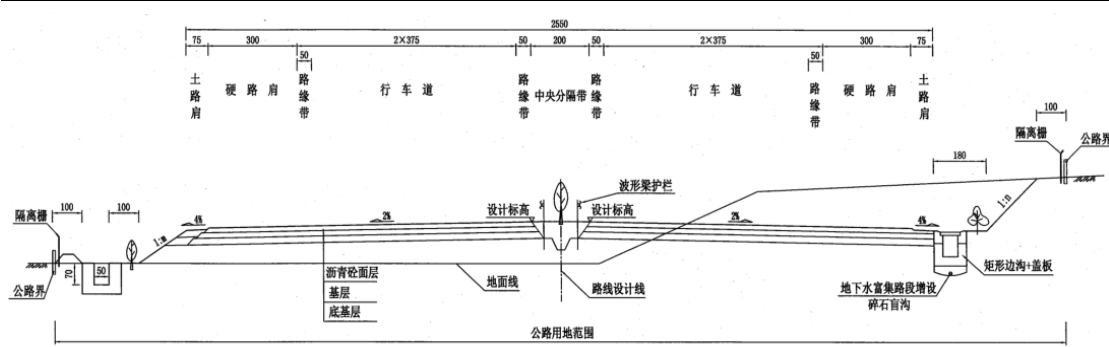 2550
75 300 50 2×375 50 200 50 2×375 50 300 75
土路肩 硬路肩 路缘带 行车道 路缘带 中央分隔带 路缘带 行车道 路缘带 硬路肩 土路肩
100
隔离栅
公路界
180
波形梁护栏
隔离栅 100 100
4% 2% 设计标高 设计标高 2% 4%
1:m
1:n
70 50
公路界
沥青砼面层
基层
底基层
地面线
路线设计线
矩形边沟+盖板
地下水富集路段增设
碎石盲沟
公路用地范围